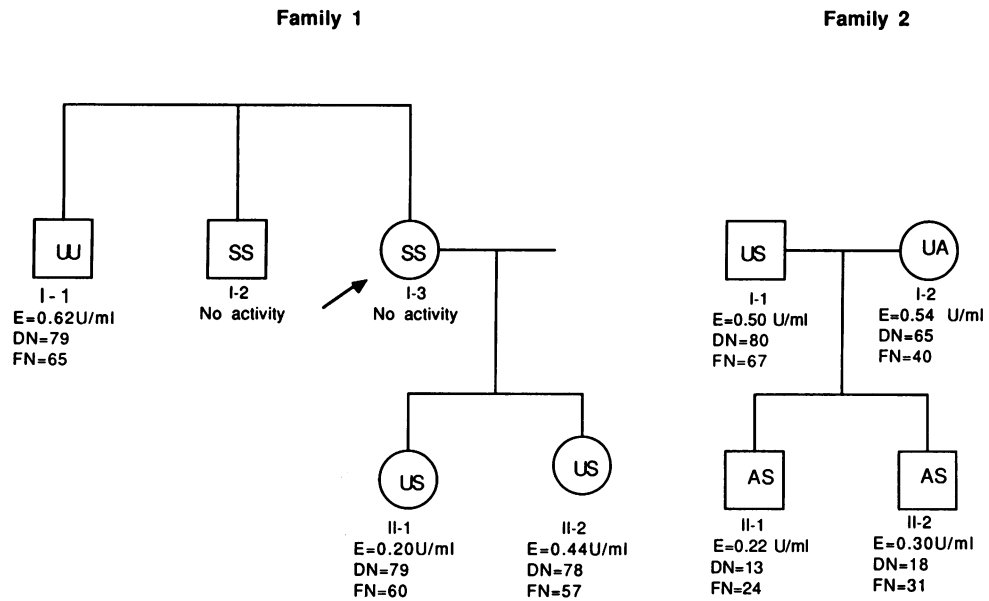 Family 1
Family 2
UU
SS
SS
US
UA
I-1
E=0.62U/ml
DN=79
FN=65
I-2
No activity
I-3
No activity
I-1
E=0.50 U/ml
DN=80
FN=67
I-2
E=0.54 U/ml
DN=65
FN=40
US
US
AS
AS
II-1
E=0.20U/ml
DN=79
FN=60
II-2
E=0.44U/ml
DN=78
FN=57
II-1
E=0.22 U/ml
DN=13
FN=24
II-2
E=0.30U/ml
DN=18
FN=31